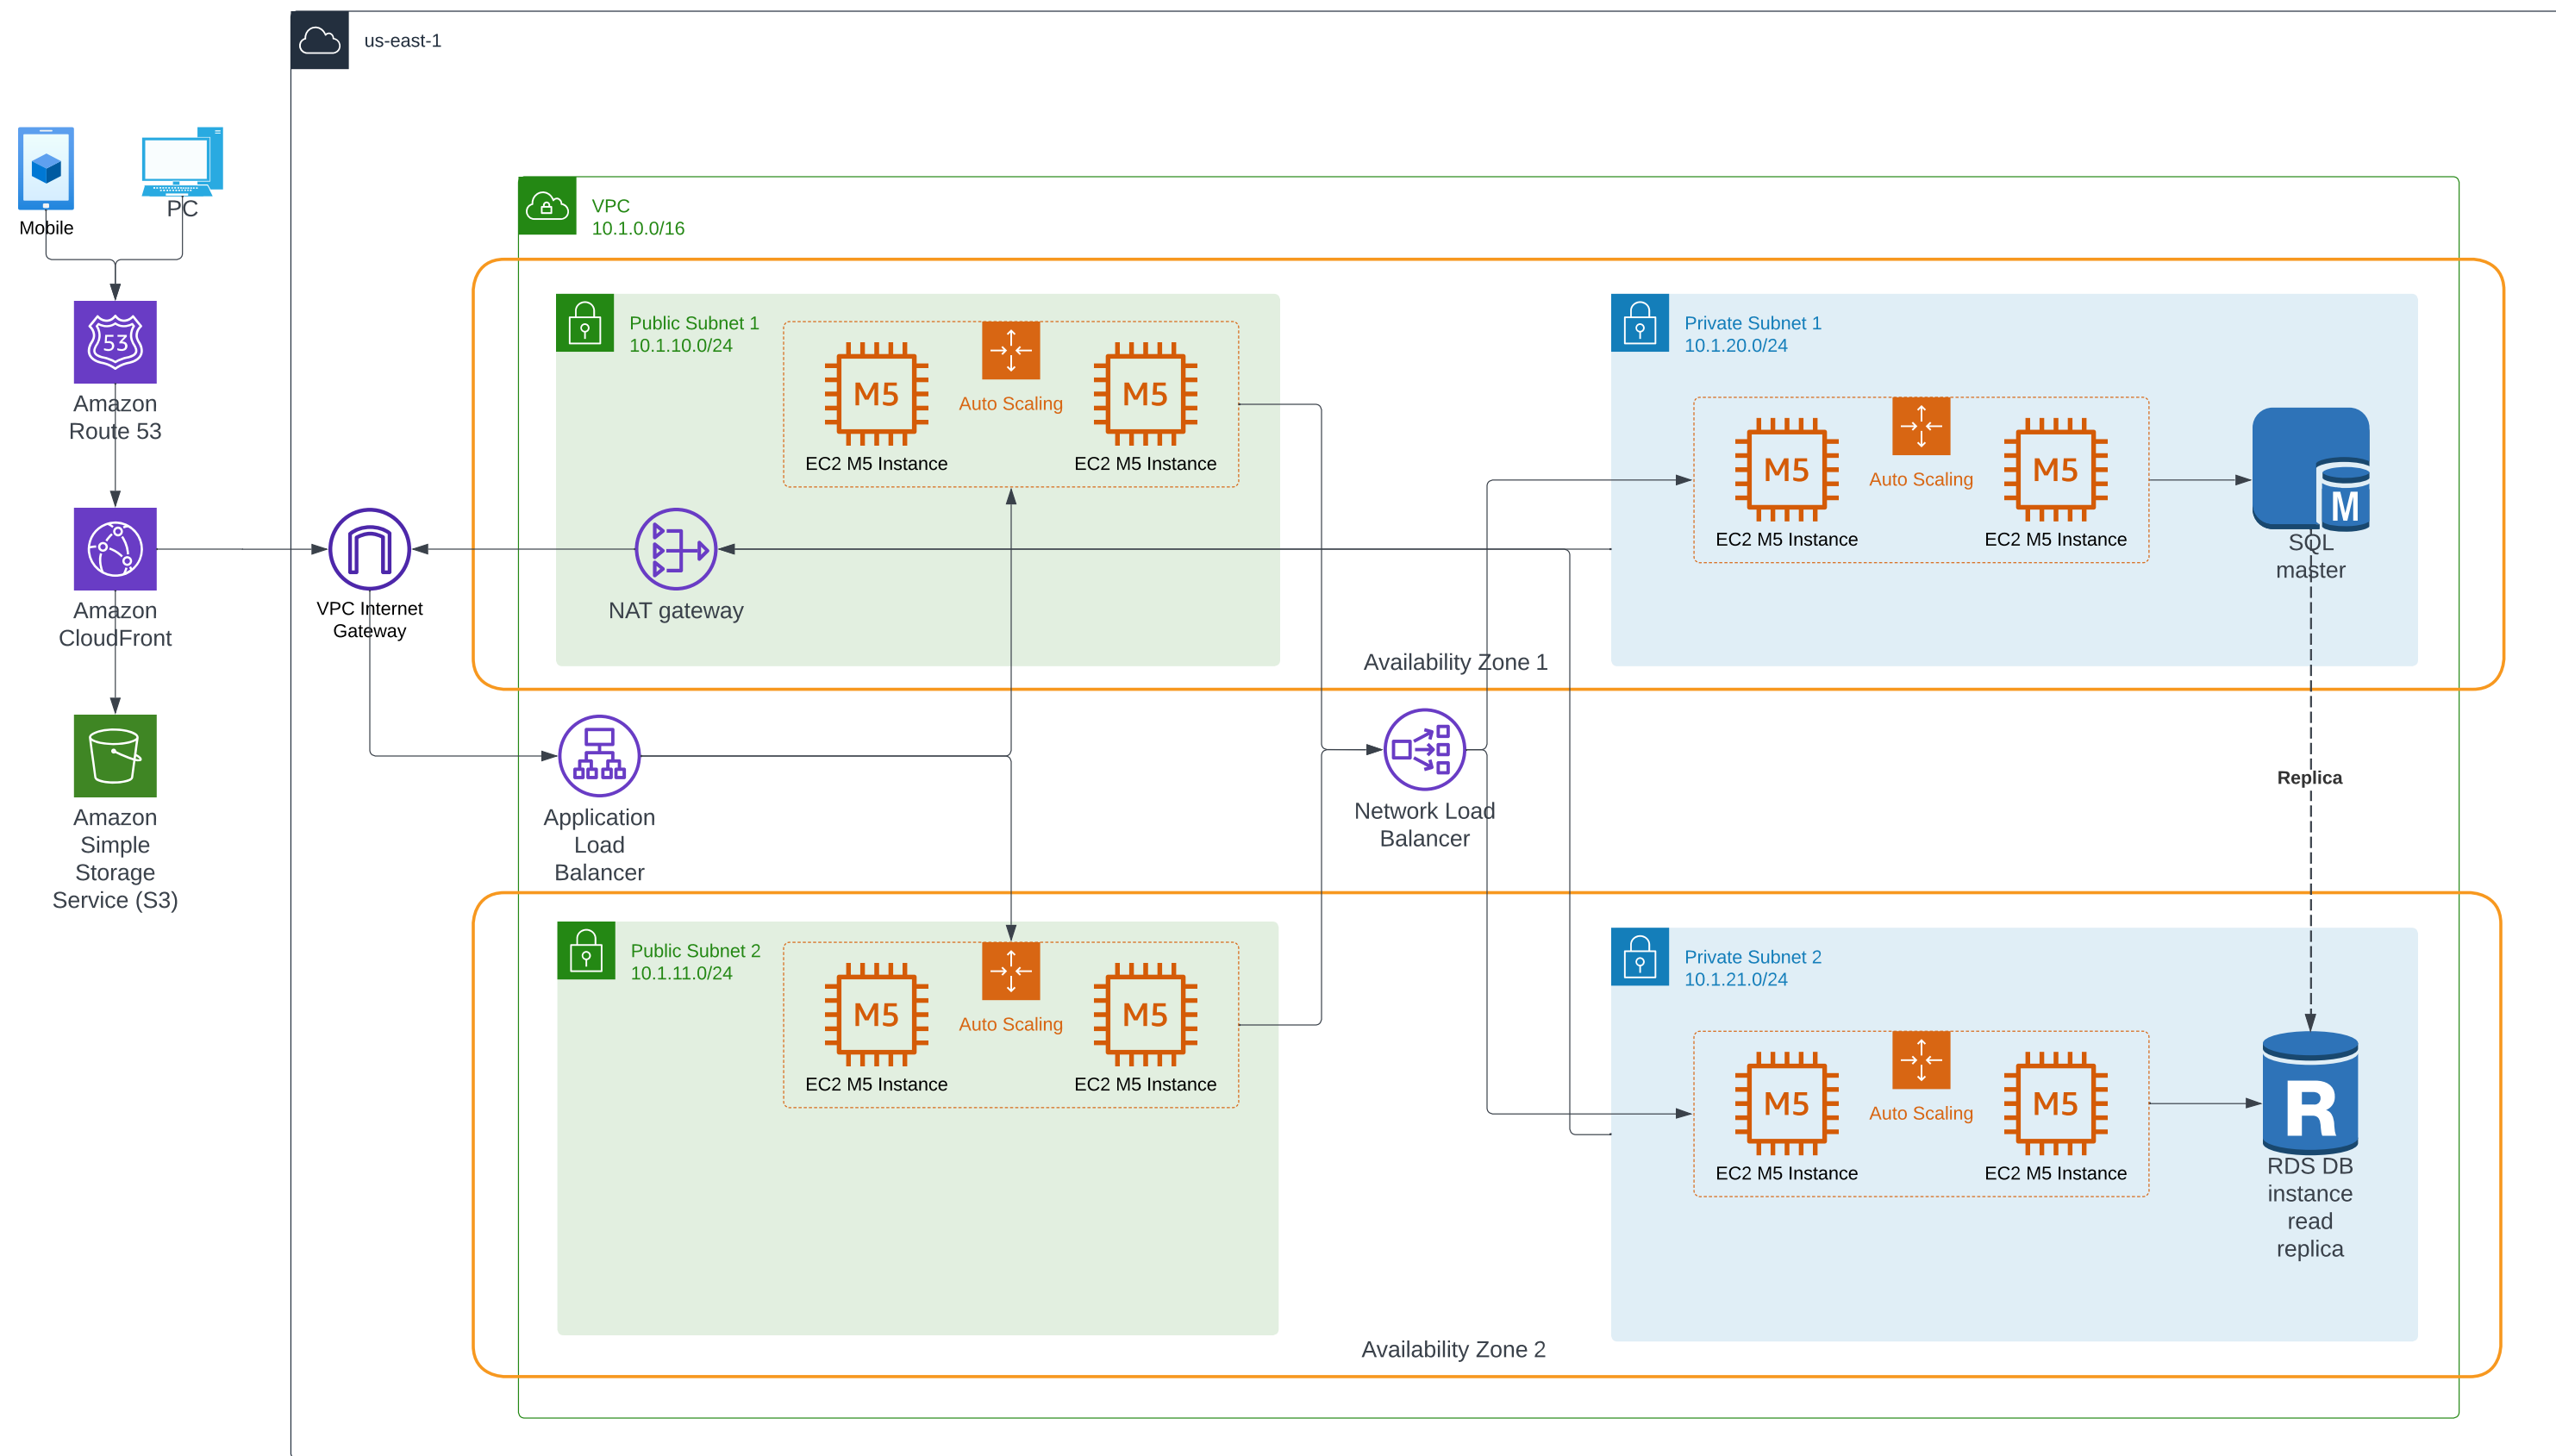 us-east-1
Mobile
PC
53
Amazon
Route 53
Amazon
CloudFront
Amazon
Simple
Storage
Service (S3)
VPC Internet
Gateway
VPC
10.1.0.0/16
Public Subnet 1
10.1.10.0/24
M5
EC2 M5 Instance
Auto Scaling
M5
EC2 M5 Instance
NAT gateway
Private Subnet 1
10.1.20.0/24
M5
EC2 M5 Instance
Auto Scaling
M5
EC2 M5 Instance
M
SQL
master
Availability Zone 1
Application
Load
Balancer
Network Load
Balancer
Replica
Public Subnet 2
10.1.11.0/24
M5
EC2 M5 Instance
Auto Scaling
M5
EC2 M5 Instance
Private Subnet 2
10.1.21.0/24
M5
EC2 M5 Instance
Auto Scaling
M5
EC2 M5 Instance
R
RDS DB
instance
read
replica
Availability Zone 2